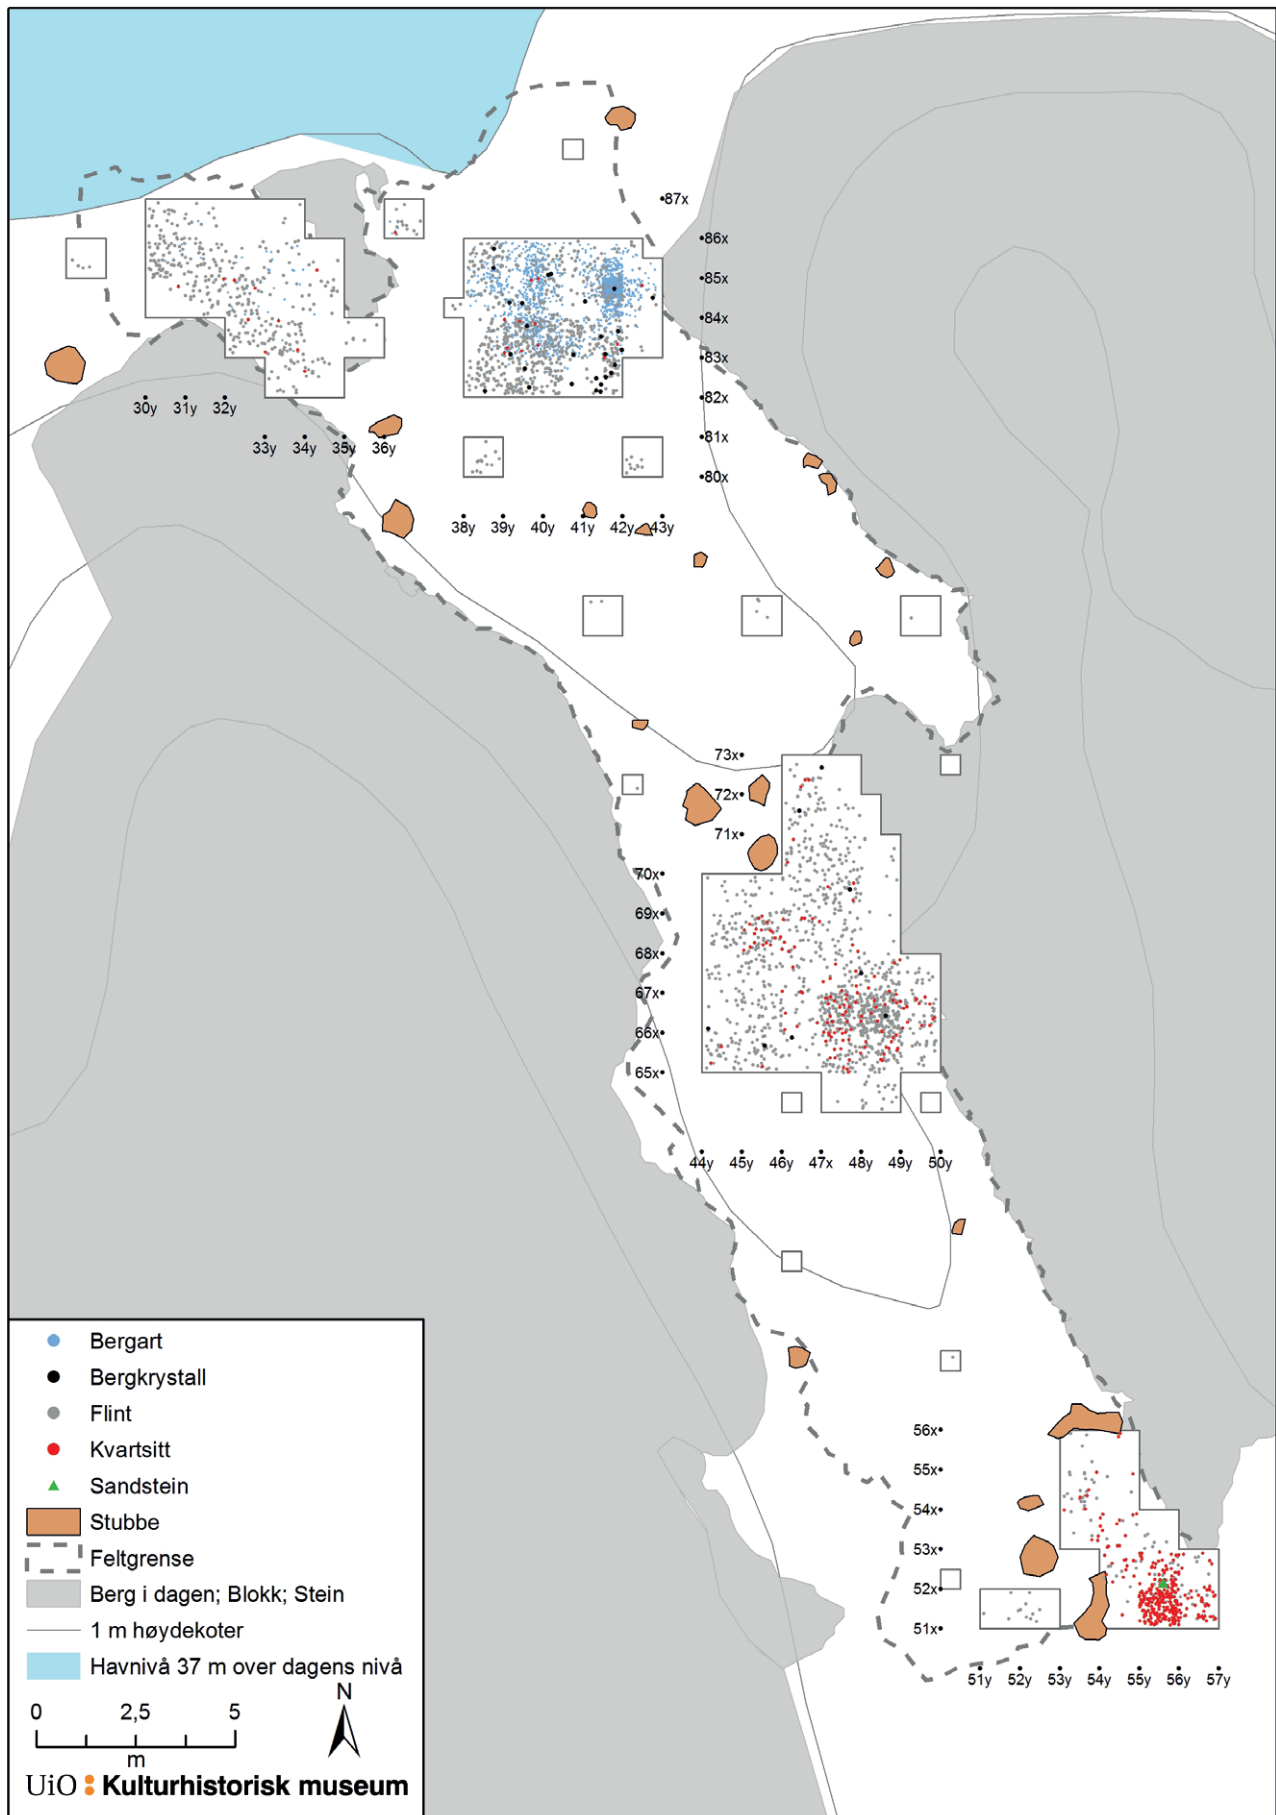 87x
86x
85x
84x
83x
82x
81x
80x
30y 31y 32y
33y 34y 35y 36y
38y 39y 40y 41y 42y 43y
73x
72x
71x
70x
69x
68x
67x
66x
65x
44y 45y 46y 47x 48y 49y 50y
56x
55x
54x
53x
52x
51x
51y 52y 53y 54y 55y 56y 57y
Bergart
Bergkrystall
Flint
Kvartsitt
Sandstein
Stubbe
Feltgrense
Berg i dagen; Blokk; Stein
1 m høydekoter
Havnivå 37 m over dagens nivå
0 2,5 5
m
N
UiO Kulturhistorisk museum